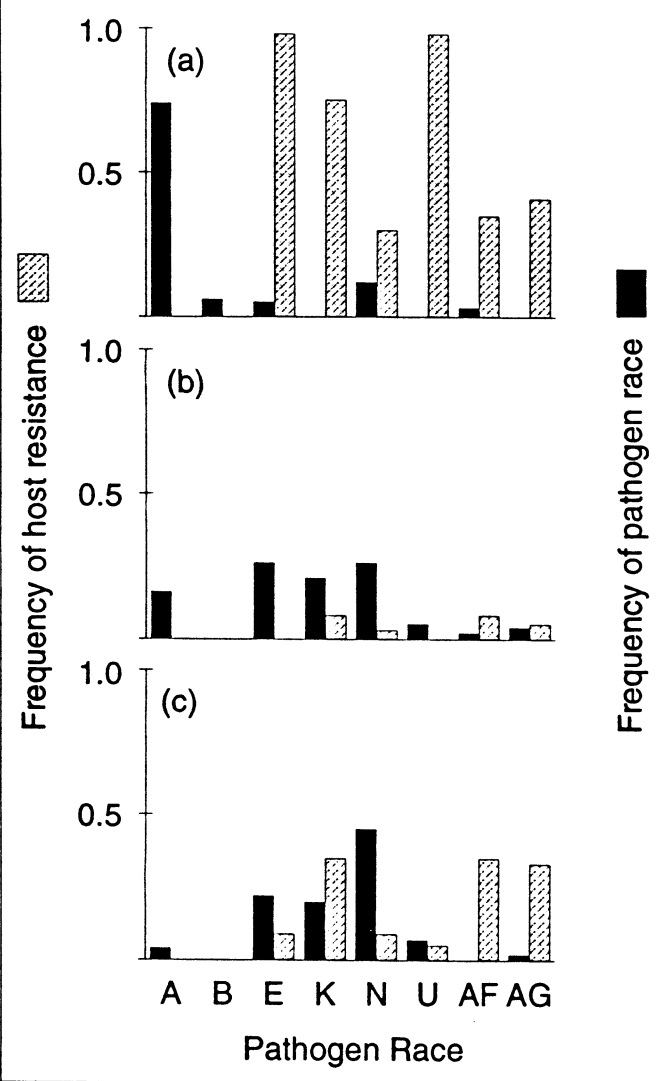 1.0
(a)
0.5
1.0
(b)
0.5
1.0
(c)
0.5
A B E K N U AF AG
Pathogen Race
Frequency of host resistance
Frequency of pathogen race